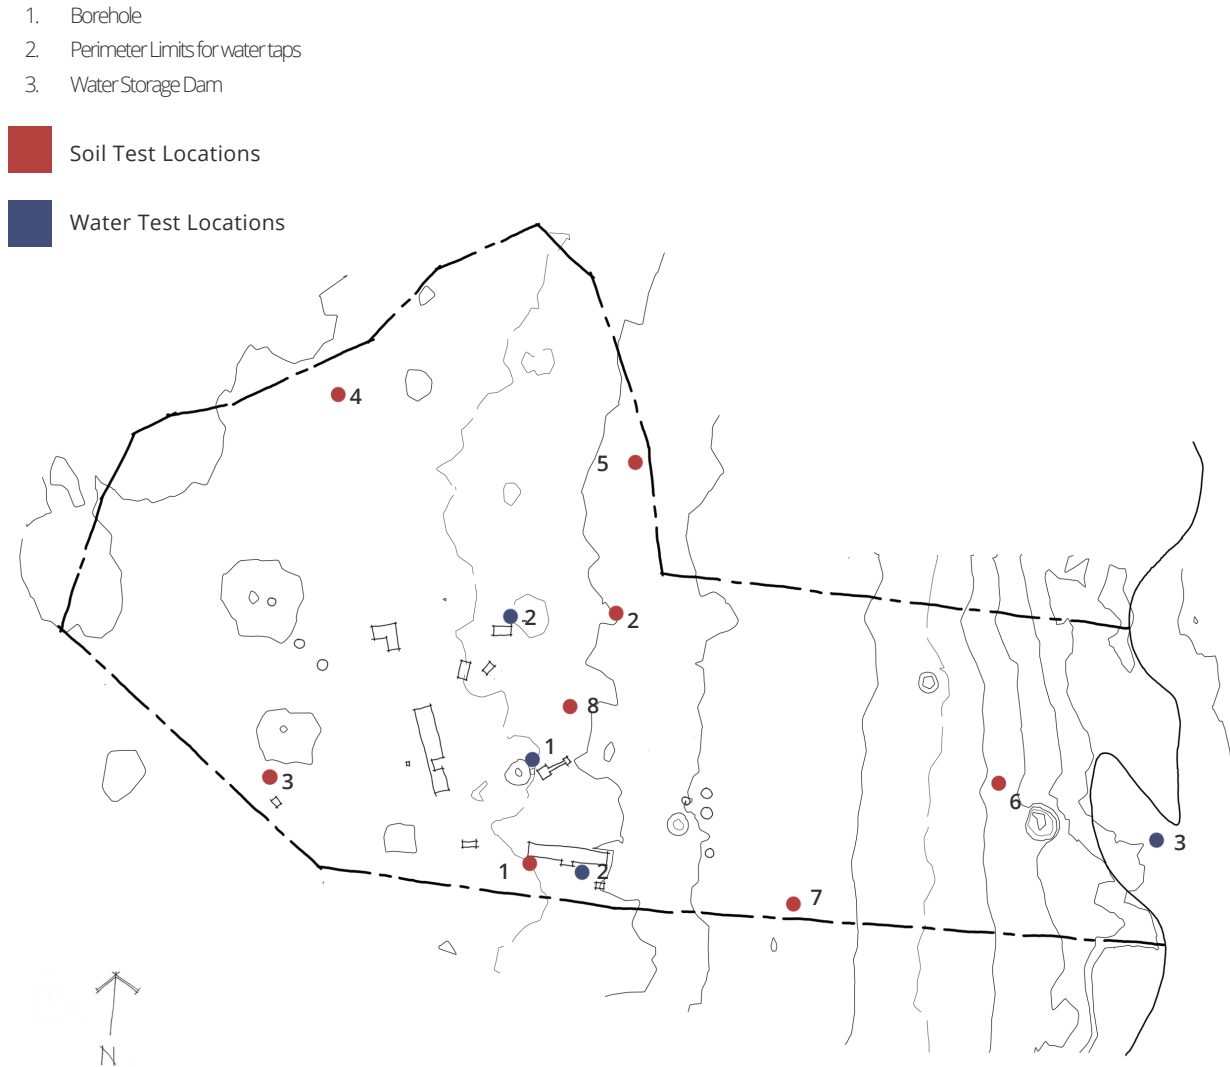 1. Borehole
2. Perimeter Limits for water taps
3. Water Storage Dam
Soil Test Locations
Water Test Locations
4
5
2
2
8
1
3
6
3
1
2
7
N